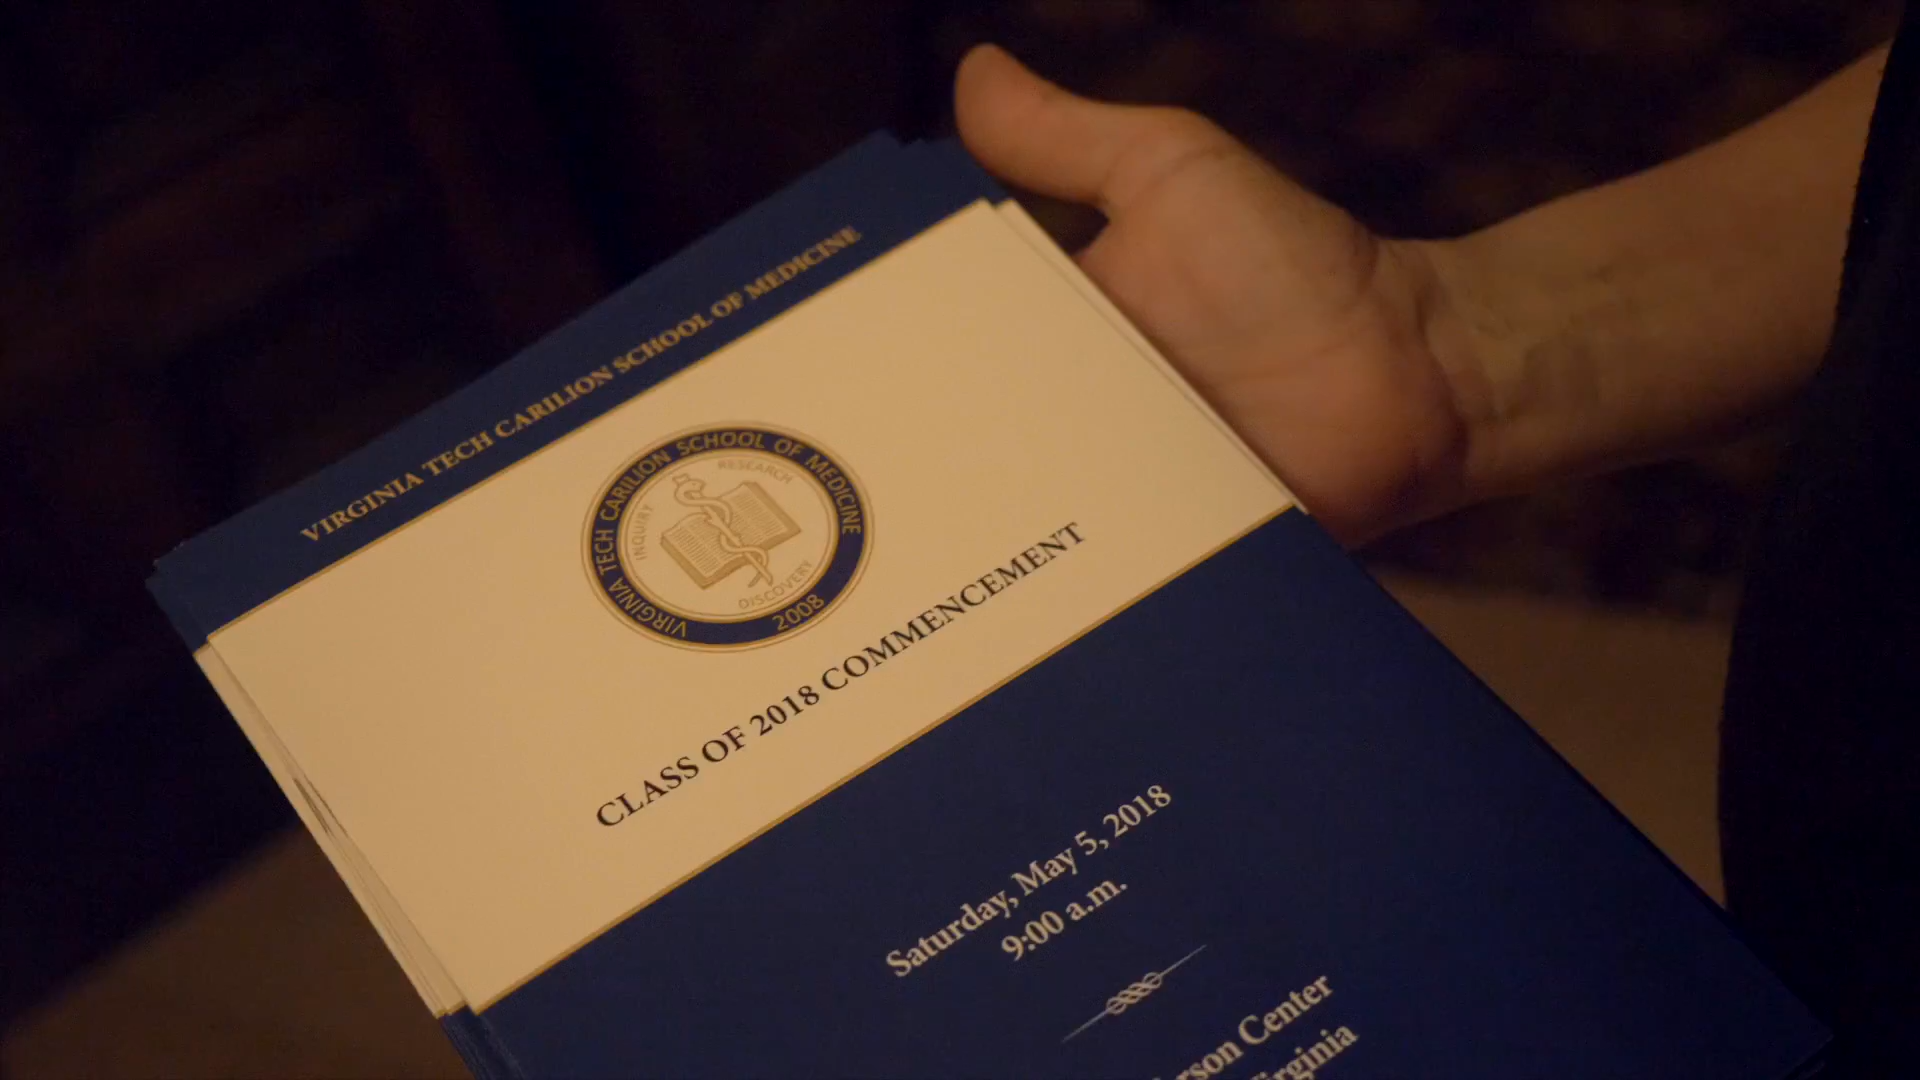 VIRGINIA TECH CARILION SCHOOL OF MEDICINE
VIRGINIA TECH CARILION SCHOOL OF MEDICINE
2008
INQUIRY
RESEARCH
DISCOVERY
CLASS OF 2018 COMMENCEMENT
Saturday, May 5, 2018
9:00 a.m.
Center